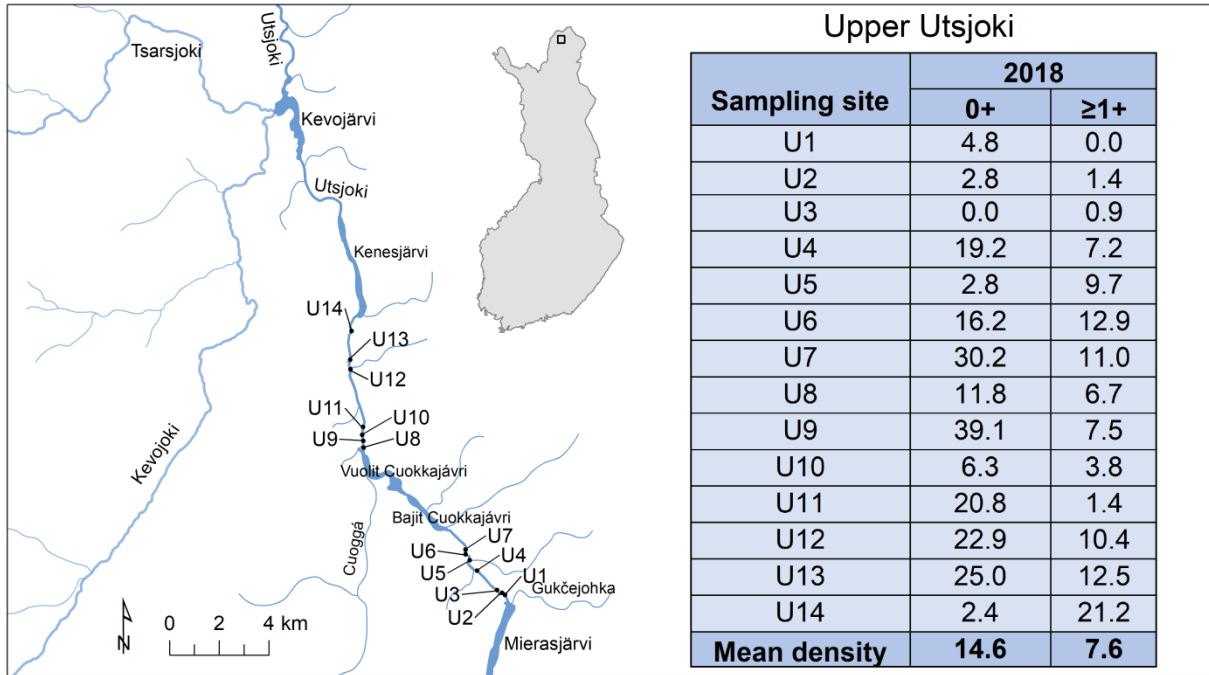 Tsarsjoki
Utsjoki
Kevojärvi
Utsjoki
Kenesjärvi
U14
U13
U12
U11
U10
U9
U8
Vuolit Cuokkajávri
Kevojoki
Cuoggá
Bajit Cuokkajávri
U7
U6
U5
U4
U1
U3
Gukčejohka
U2
Mierasjärvi
N
0 2 4 km
Upper Utsjoki
Sampling site 2018
0+ ≥1+
U1 4.8 0.0
U2 2.8 1.4
U3 0.0 0.9
U4 19.2 7.2
U5 2.8 9.7
U6 16.2 12.9
U7 30.2 11.0
U8 11.8 6.7
U9 39.1 7.5
U10 6.3 3.8
U11 20.8 1.4
U12 22.9 10.4
U13 25.0 12.5
U14 2.4 21.2
Mean density 14.6 7.6